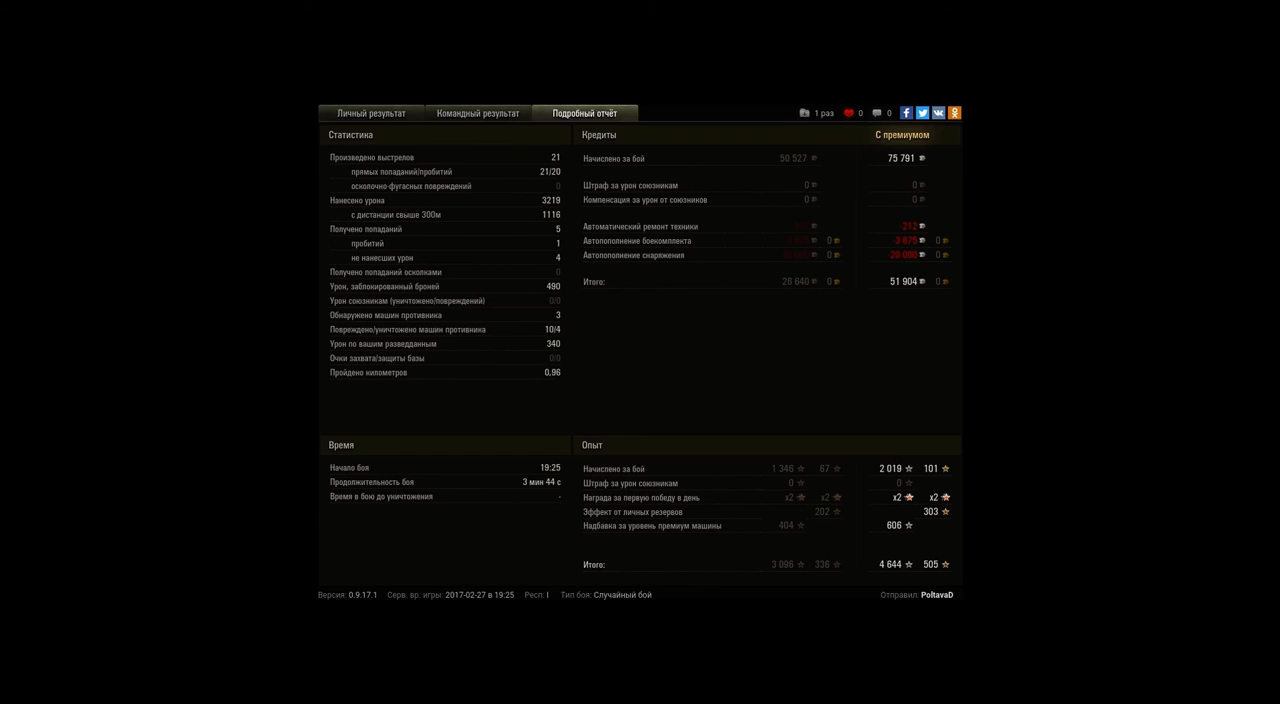 Личный результат Командный результат Подробный отчёт 1 раз 0 0
Статистика
Произведено выстрелов 21
прямых попаданий/пробитий 21/20
осколочно-фугасных повреждений 0
Нанесено урона 3219
с дистанции свыше 300м 1116
Получено попаданий 5
пробитий 1
не нанесших урон 4
Получено попаданий осколками 0
Урон, заблокированный броней 490
Урон союзникам (уничтожено/повреждений) 0/0
Обнаружено машин противника 3
Повреждено/уничтожено машин противника 10/4
Урон по вашим разведданным 340
Очки захвата/защиты базы 0/0
Пройдено километров 0,96
Кредиты С премиумом
Начислено за бой 50 527 75 791
Штраф за урон союзникам 0 0
Компенсация за урон от союзников 0 0
Автоматический ремонт техники -212
Автопополнение боекомплекта 0 -3 675 0
Автопополнение снаряжения 0 -20 000 0
Итого: 26 640 0 51 904 0
Время
Начало боя 19:25
Продолжительность боя 3 мин 44 с
Время в бою до уничтожения -
Опыт
Начислено за бой 1 346 67 2 019 101
Штраф за урон союзникам 0 0
Награда за первую победу в день x2 x2 x2 x2
Эффект от личных резервов 202 303
Надбавка за уровень премиум машины 404 606
Итого: 3 096 336 4 644 505
Версия: 0.9.17.1 Серв. вр. игры: 2017-02-27 в 19:25 Респ: I Тип боя: Случайный бой Отправил: PoltavaD